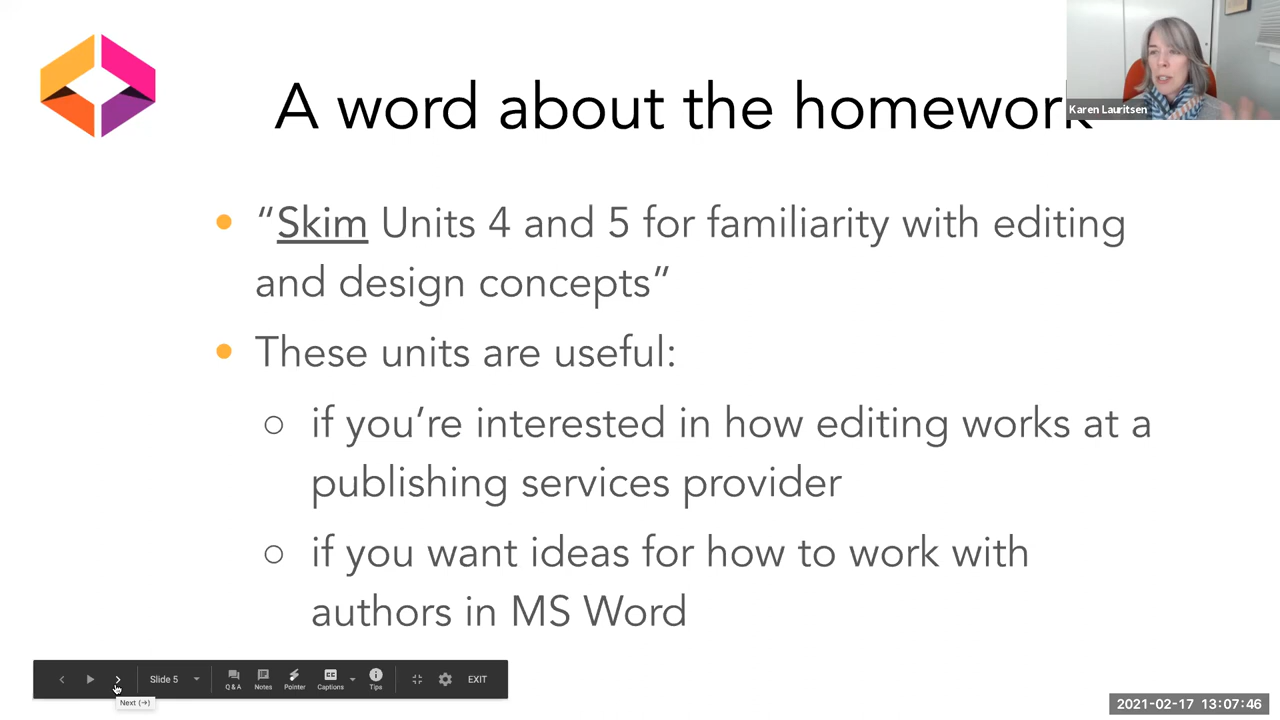 A word about the homework
Karen Lauritsen
• “Skim Units 4 and 5 for familiarity with editing
and design concepts”
• These units are useful:
○ if you’re interested in how editing works at a
publishing services provider
○ if you want ideas for how to work with
authors in MS Word
Slide 5
Q & A
Notes
Pointer
CC
Captions
Tips
EXIT
Next (→)
2021-02-17 13:07:46